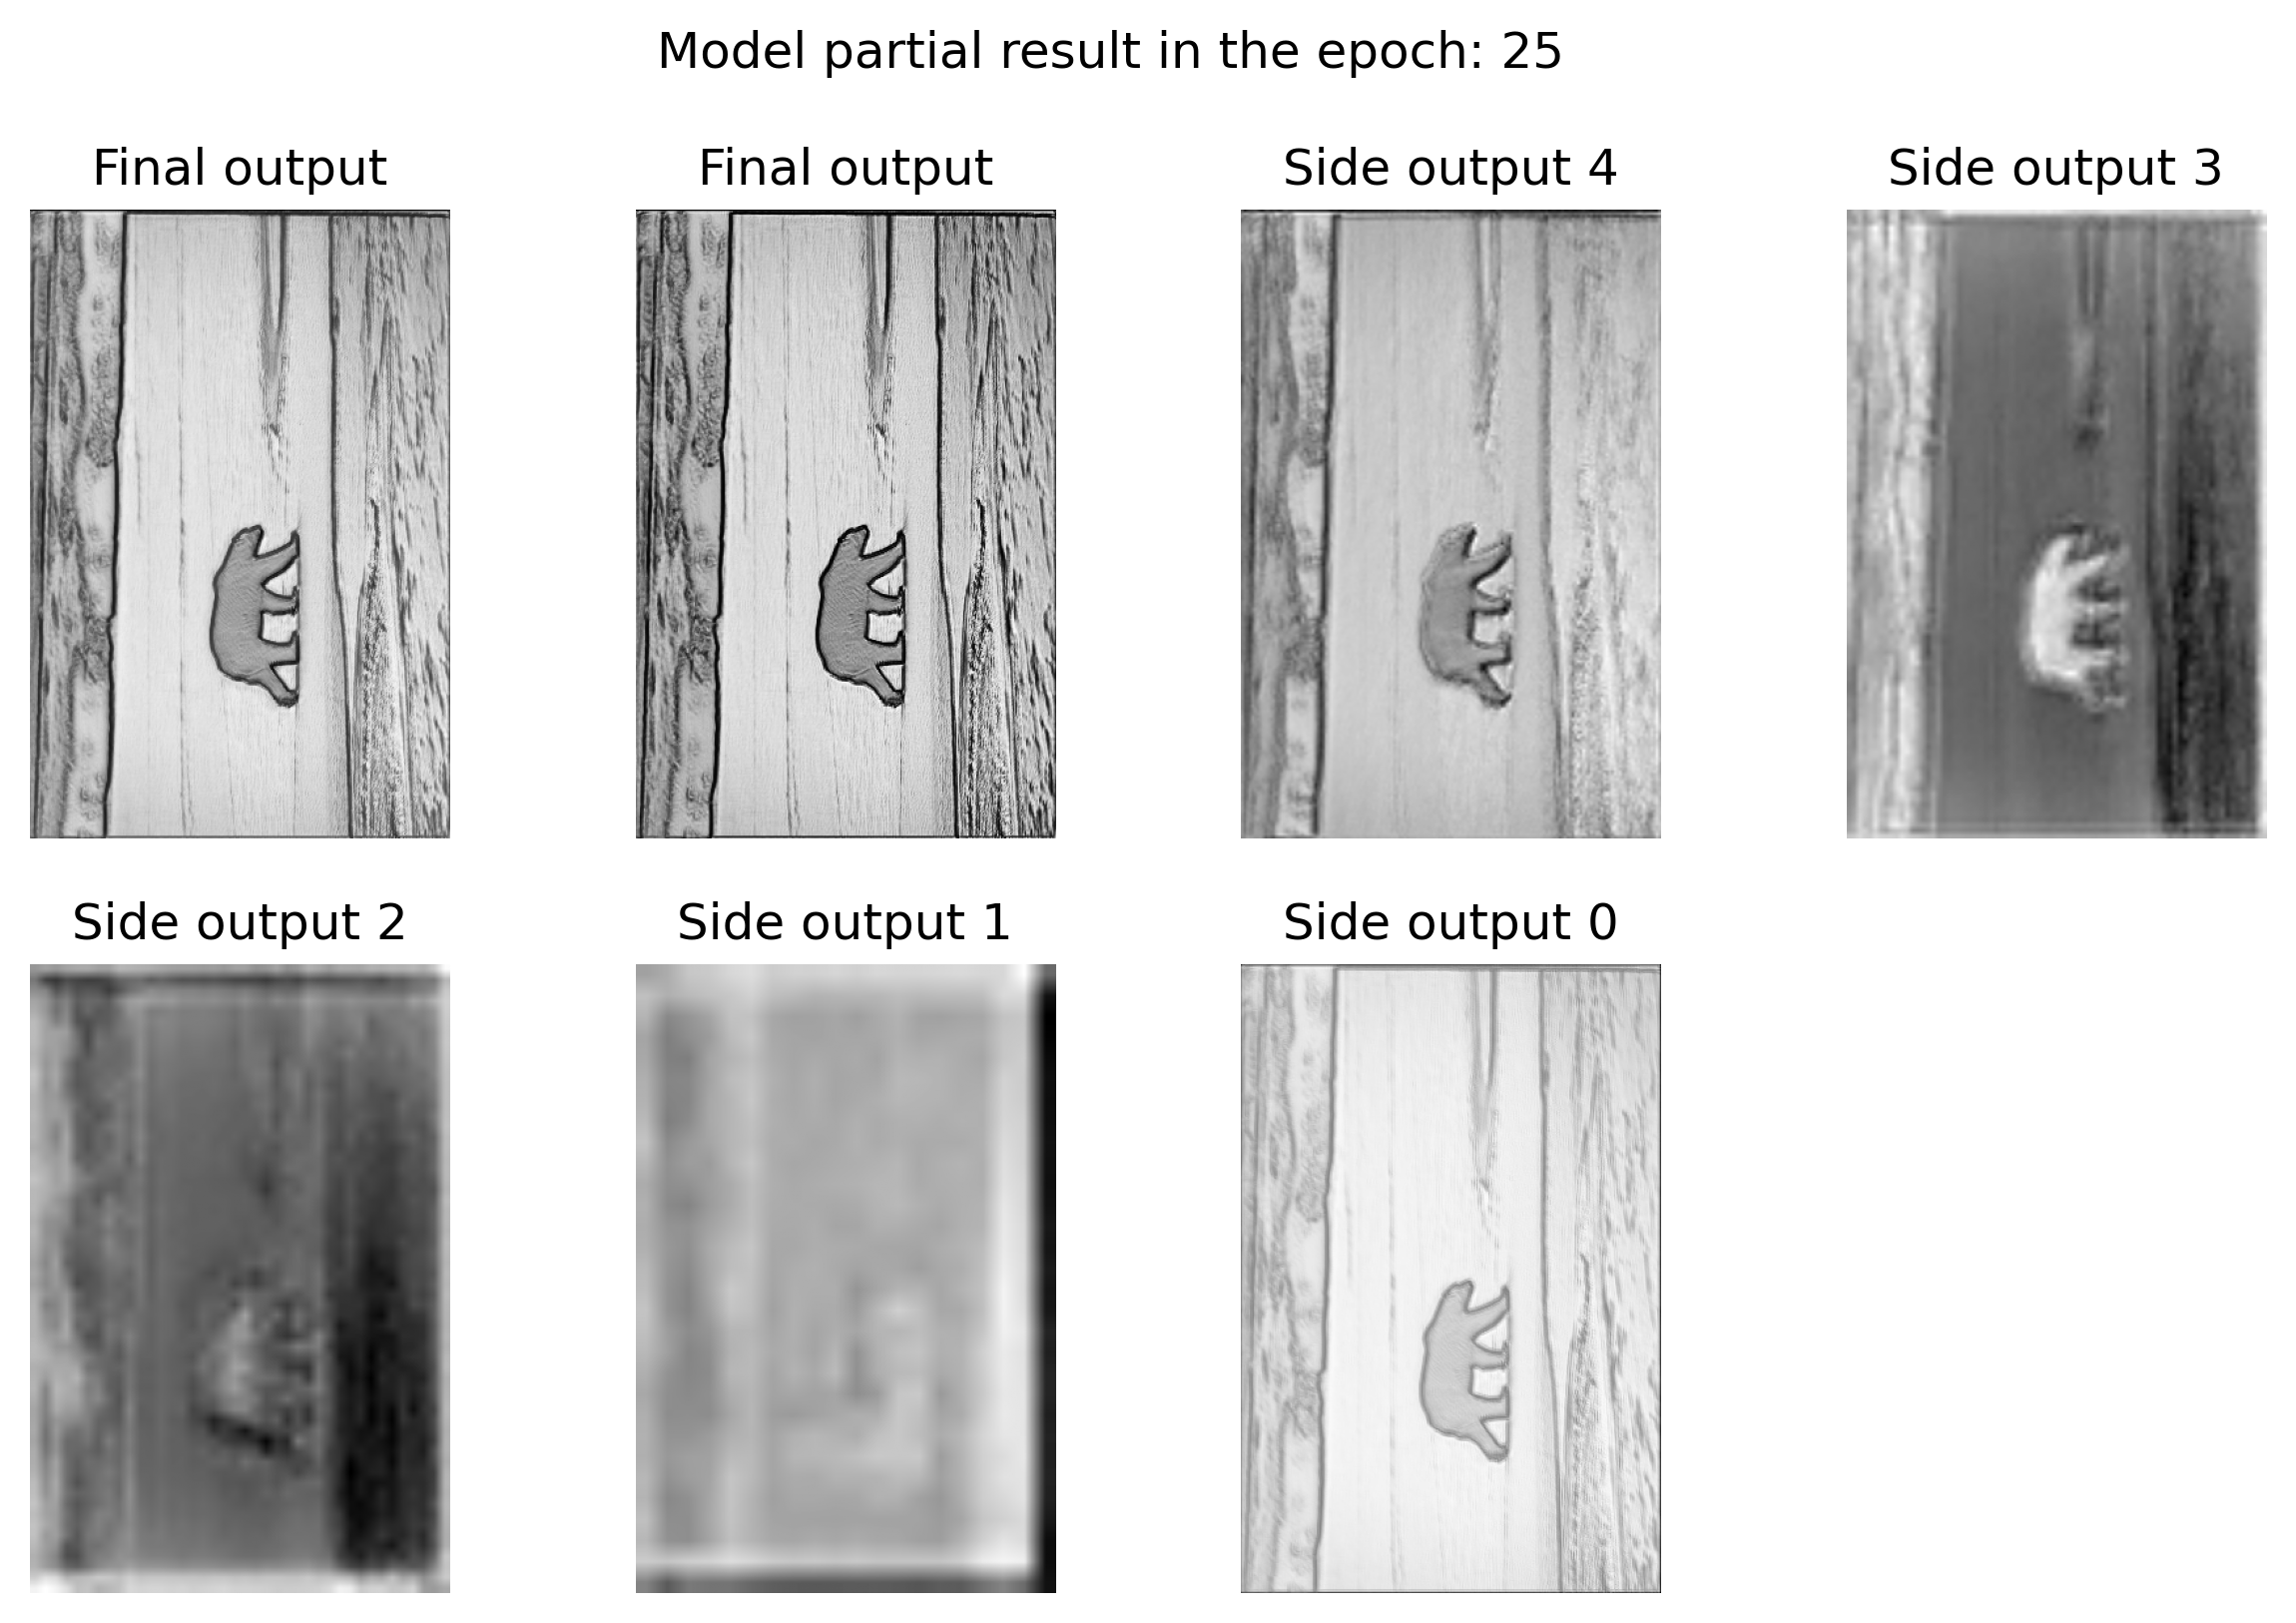 Model partial result in the epoch: 25
Final output
Final output
Side output 4
Side output 3
Side output 2
Side output 1
Side output 0